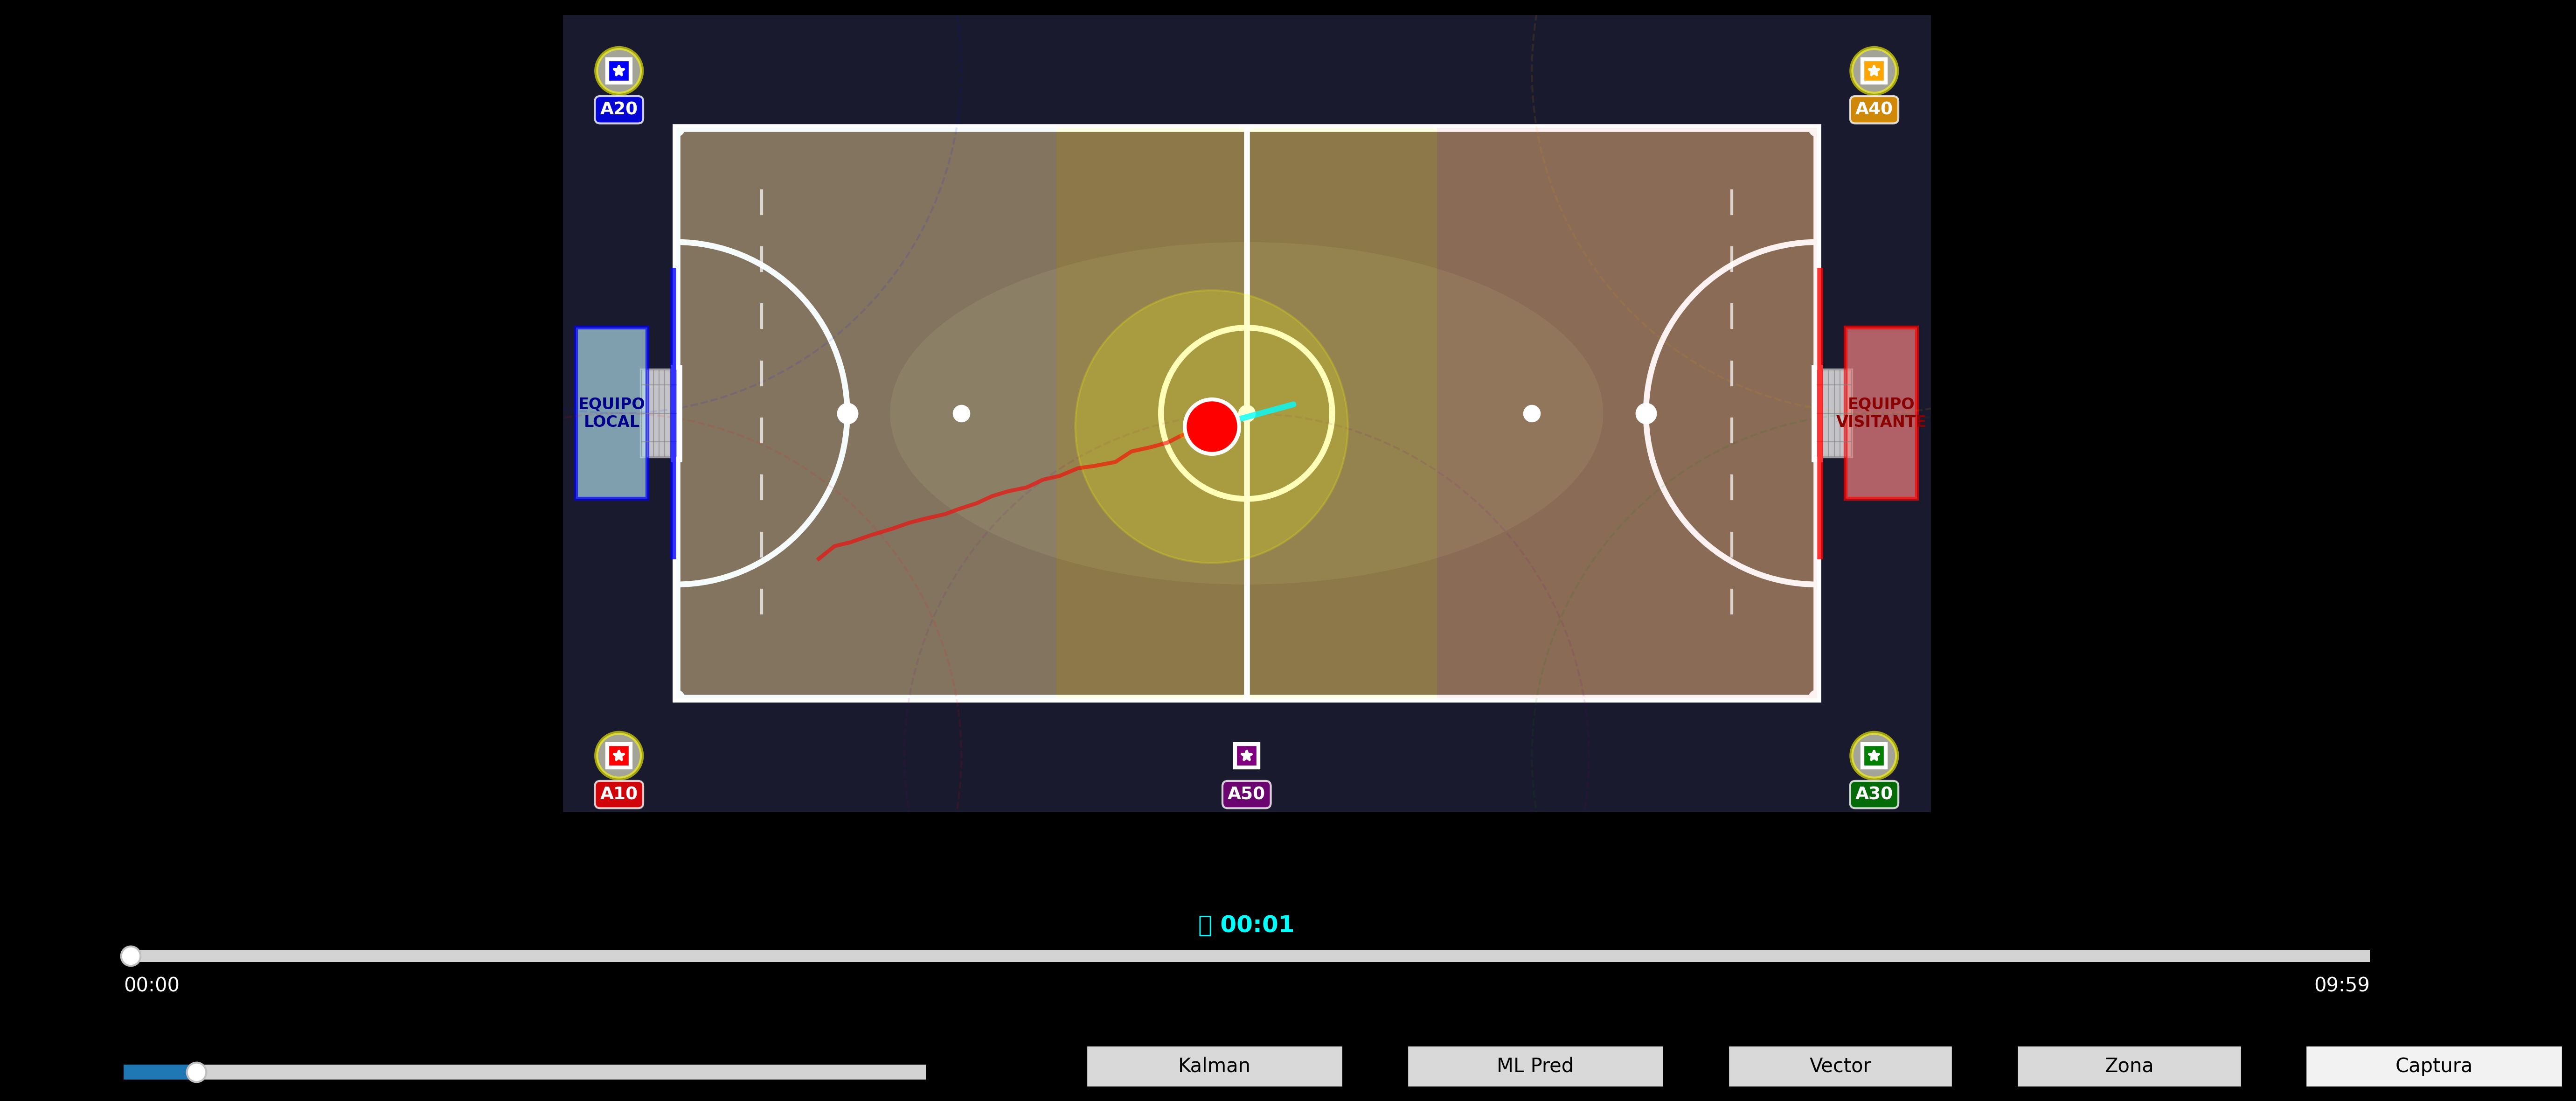 A20
A40
EQUIPO
LOCAL
EQUIPO
VISITANTE
A10
A50
A30
00:01
00:00
09:59
Kalman
ML Pred
Vector
Zona
Captura